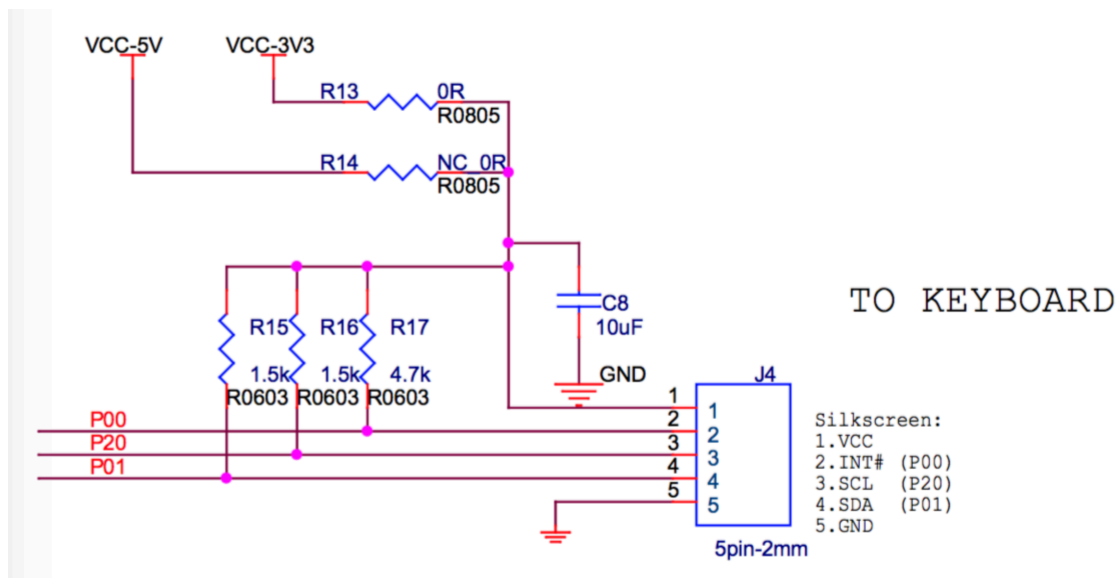 VCC-5V VCC-3V3
R13 0R
R0805
R14 NC_0R
R0805
TO KEYBOARD
C8
10uF
R15 R16 R17
1.5k 1.5k 4.7k
R0603 R0603 R0603
GND
J4
1 1
P00 2 2
P20 3 3
P01 4 4
5 5
5pin-2mm
Silkscreen:
1.VCC
2.INT# (P00)
3.SCL (P20)
4.SDA (P01)
5.GND